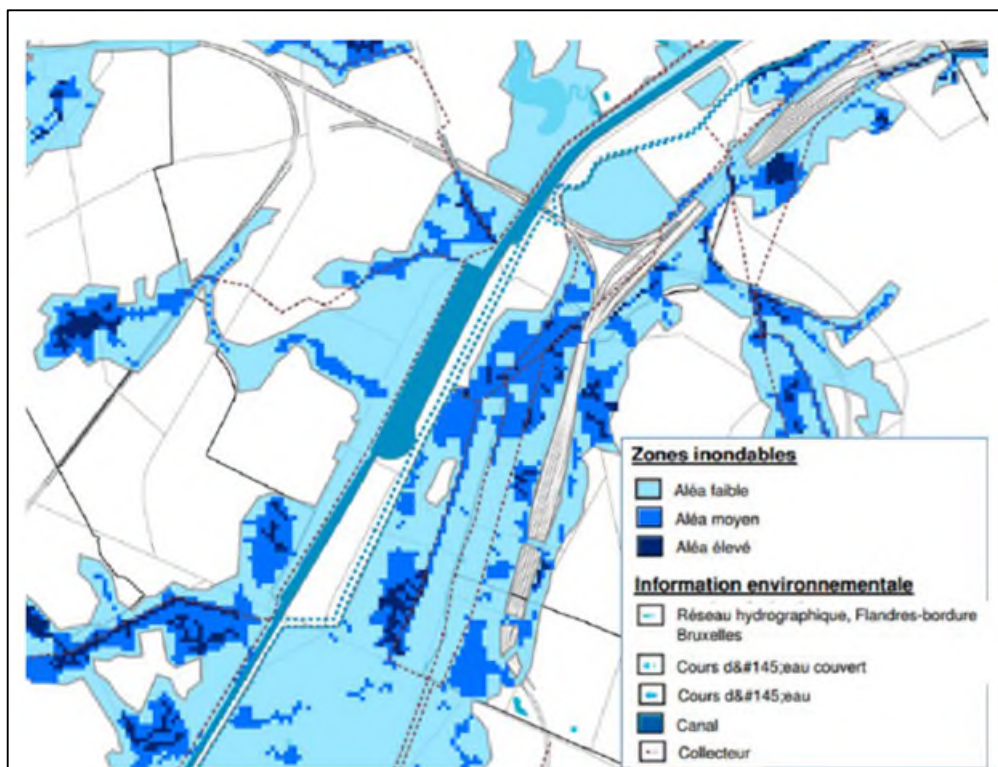 Zones inondables
Aléa faible
Aléa moyen
Aléa élevé
Information environnementale
Réseau hydrographique, Flandres-bordure
Bruxelles
Cours d&#145;eau couvert
Cours d&#145;eau
Canal
Collecteur